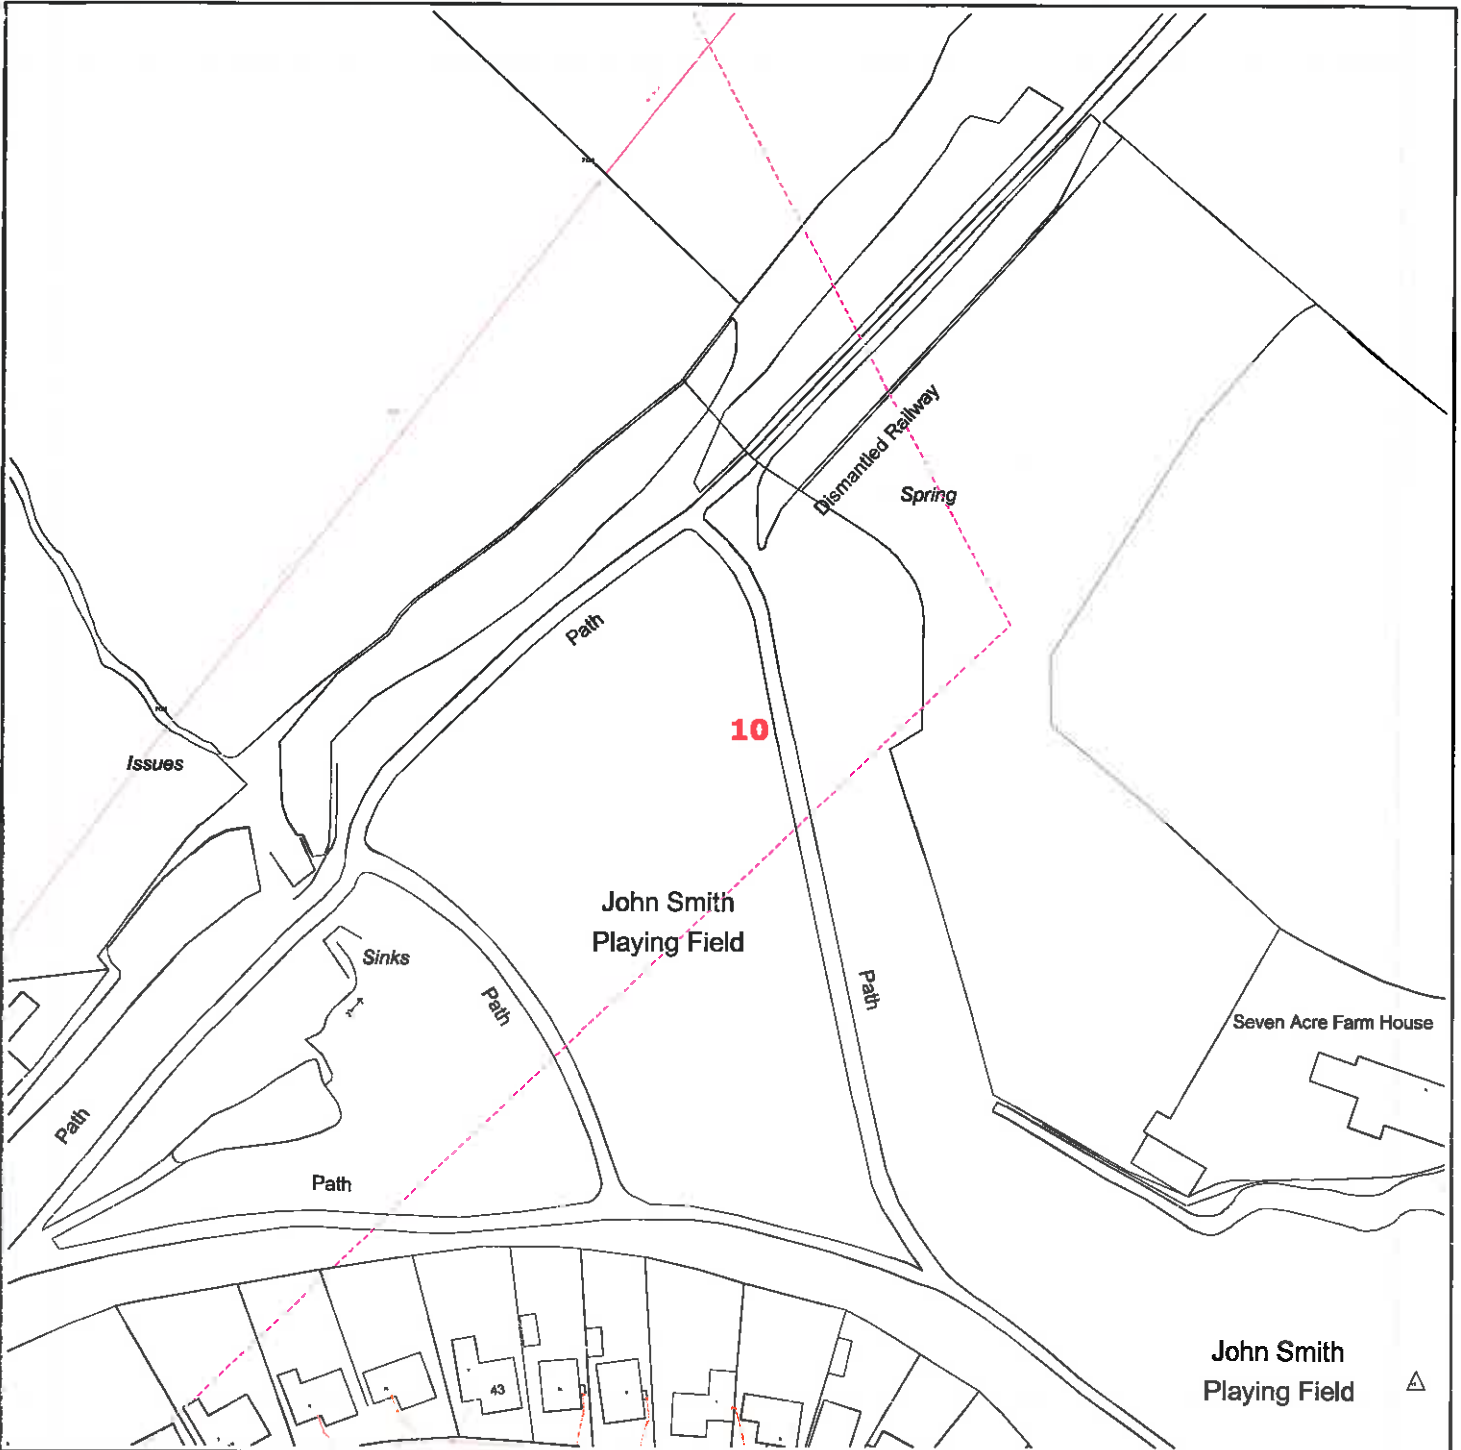 Dismantled Railway
Spring
Path
10
Issues
John Smith
Playing Field
Sinks
Path
Path
Seven Acre Farm House
Path
Path
John Smith
Playing Field
43